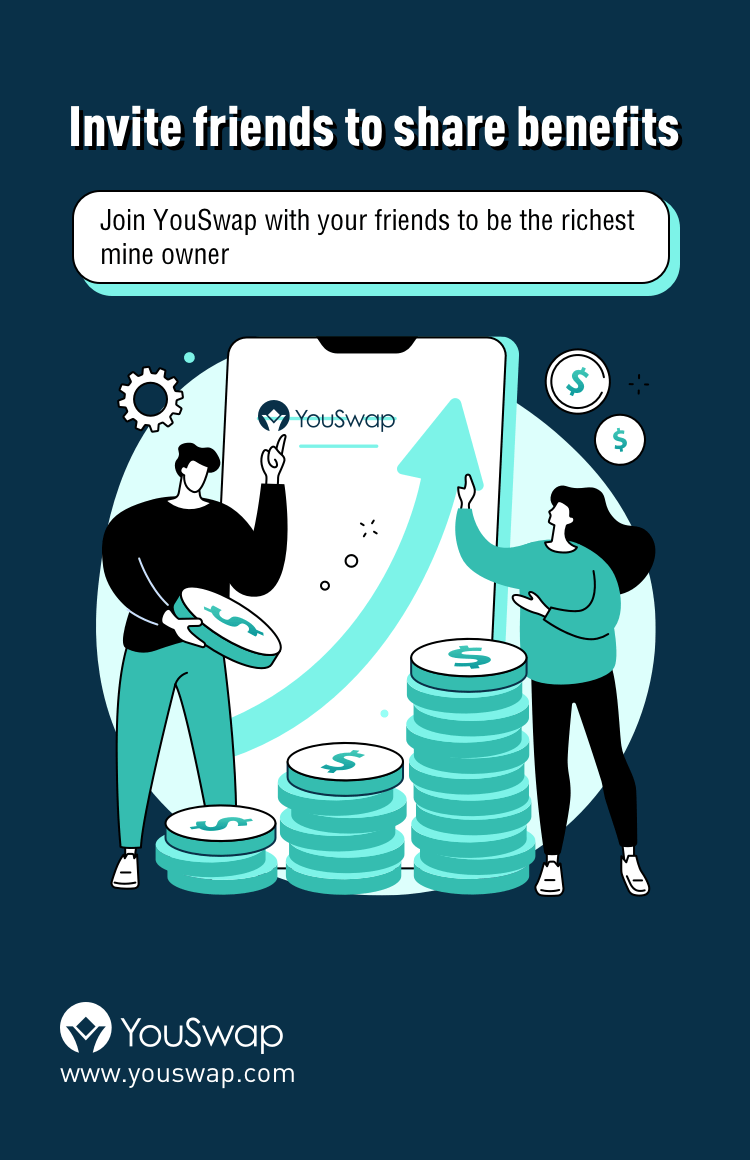 Invite friends to share benefits
Join YouSwap with your friends to be the richest
mine owner
$
$
YouSwap
$
$
$
$
YouSwap
www.youswap.com